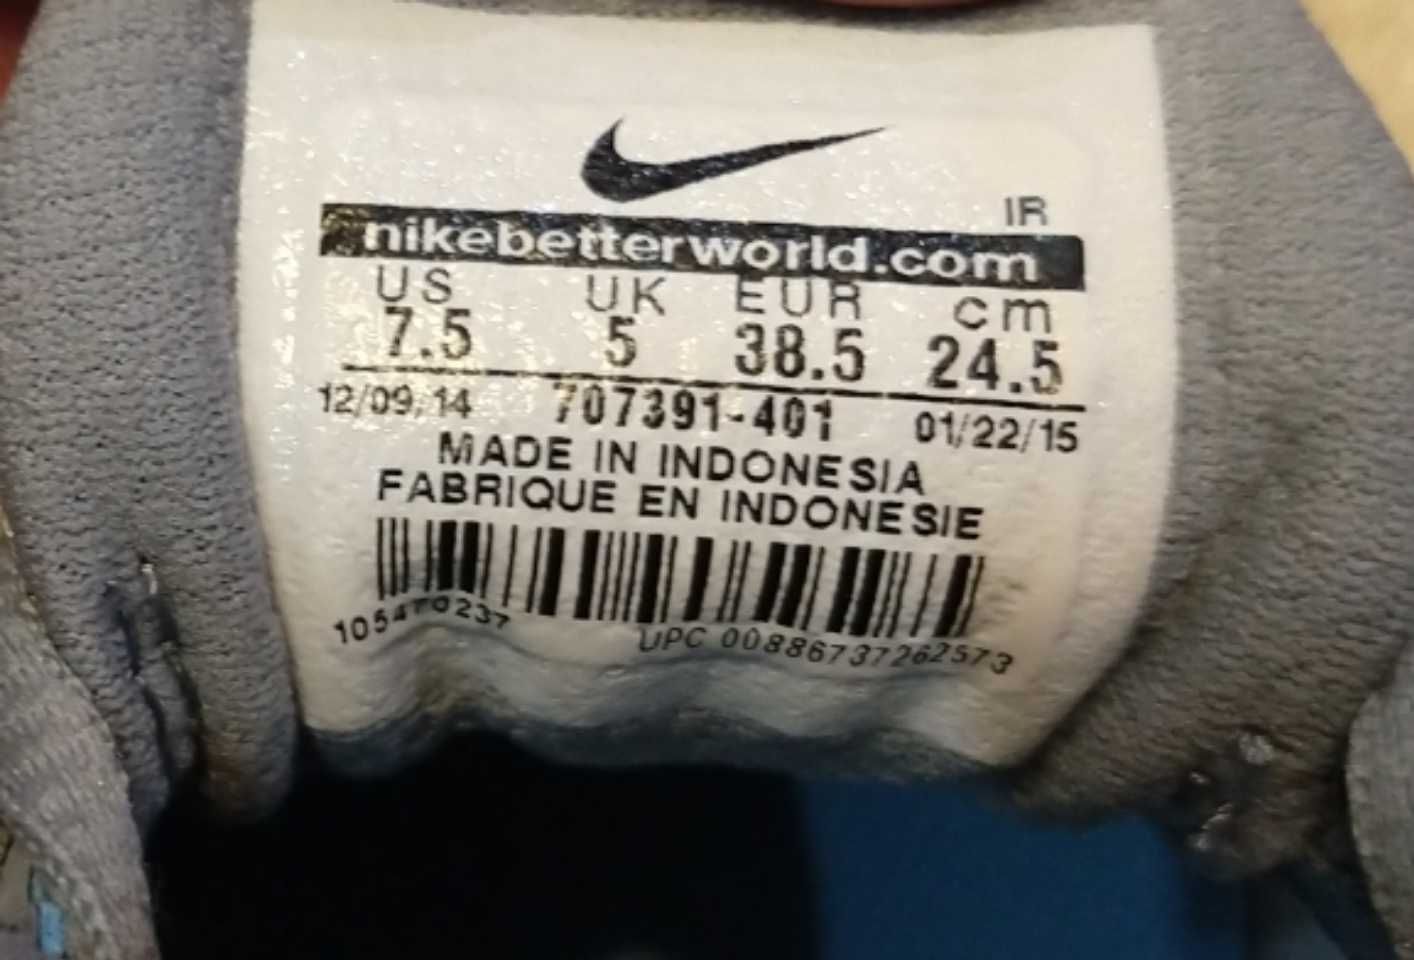 IR
nikebetterworld.com
US UK EUR cm
7.5 5 38.5 24.5
12/09/14 707391-401 01/22/15
MADE IN INDONESIA
FABRIQUE EN INDONESIE
105470237
UPC 00886737262573